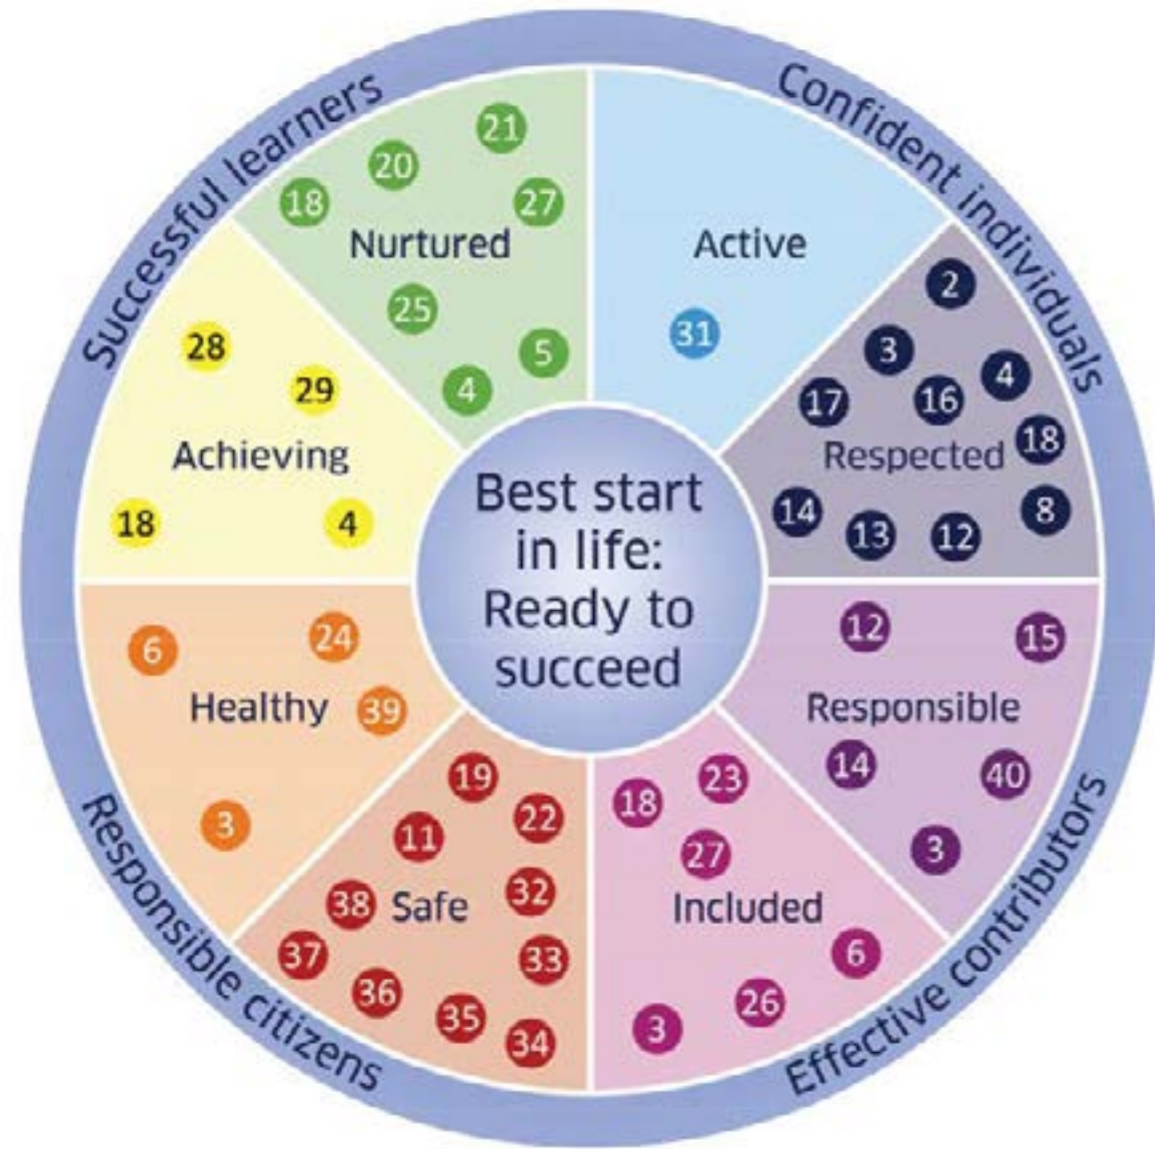 Successful learners
Confident individuals
Effective contributors
Responsible citizens
Best start
in life:
Ready to
succeed
Nurtured
18
20
21
27
25
5
4
Active
31
Respected
2
3
4
17
16
18
14
13
12
8
Responsible
12
15
14
40
3
Included
18
23
27
6
26
3
Safe
19
22
11
32
38
37
33
36
35
34
Healthy
6
24
39
3
Achieving
28
29
18
4